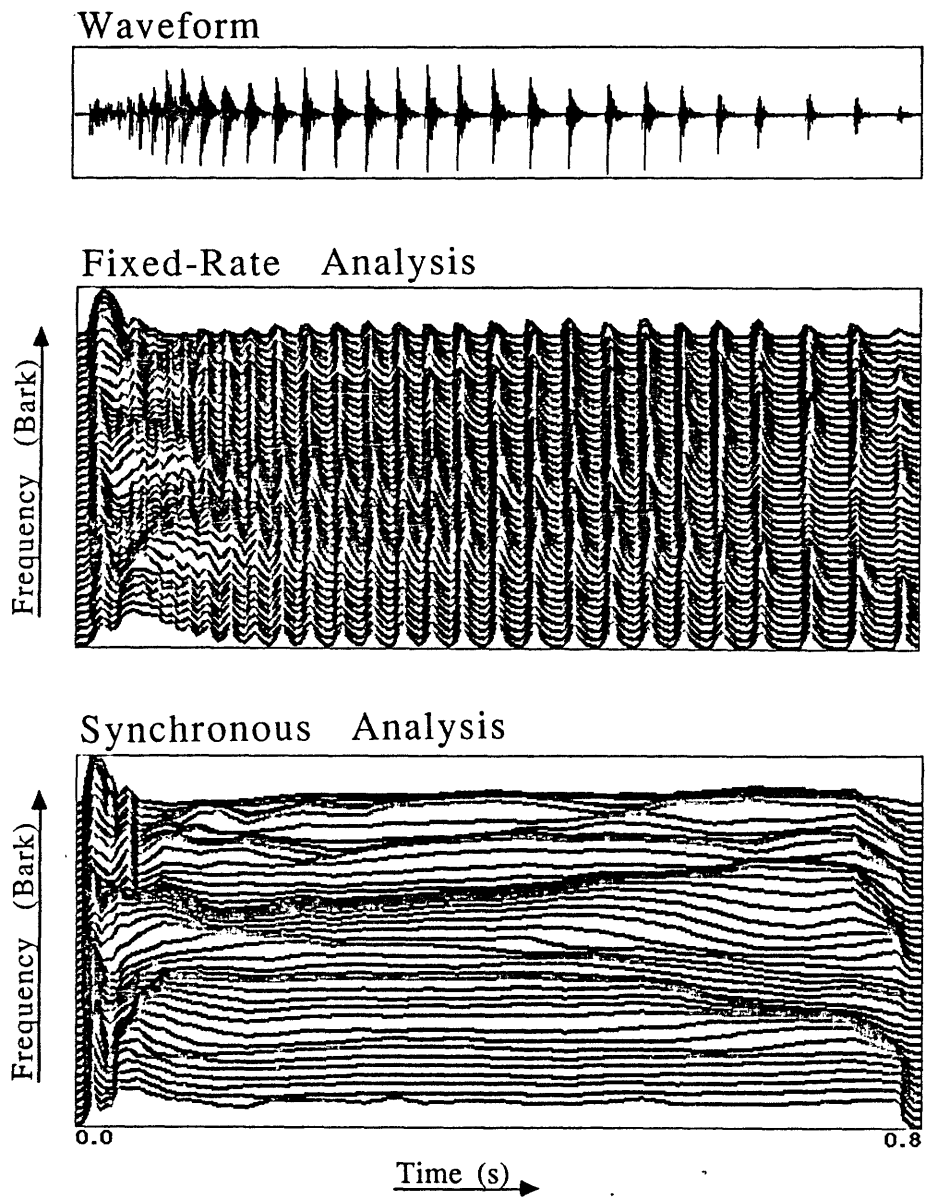 Waveform
Fixed-Rate Analysis
Frequency (Bark)
Synchronous Analysis
Frequency (Bark)
0.0
0.8
Time (s)